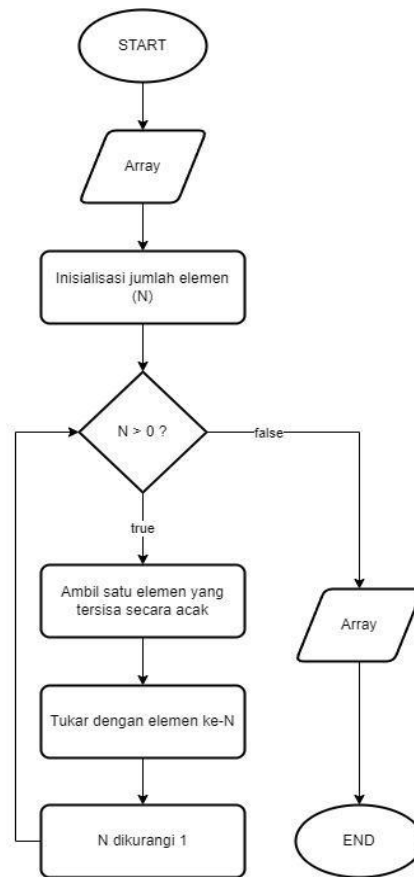 START
Array
Inisialisasi jumlah elemen
(N)
N > 0 ?
false
true
Ambil satu elemen yang
tersisa secara acak
Array
Tukar dengan elemen ke-N
N dikurangi 1
END